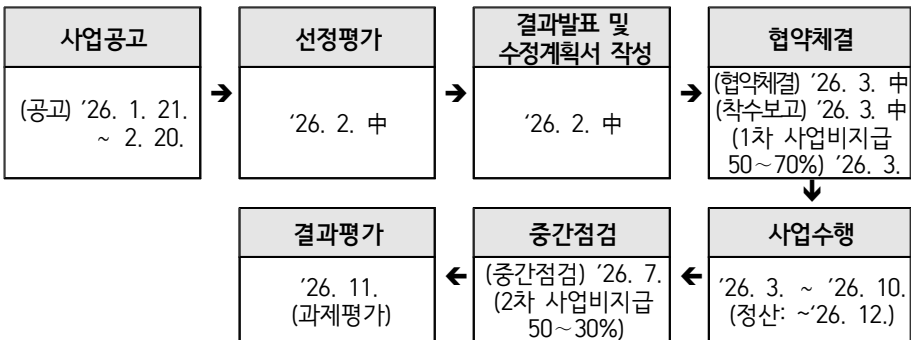 사업공고
(공고) ’26. 1. 21.
~ 2. 20.
➔
선정평가
’26. 2. 中
➔
결과발표 및
수정계획서 작성
’26. 2. 中
➔
협약체결
(협약체결) ’26. 3. 中
(착수보고) ’26. 3. 中
(1차 사업비지급
50～70%) ’26. 3.
🡫
사업수행
’26. 3. ~ ’26. 10.
(정산: ~’26. 12.)
🡨
중간점검
(중간점검) ’26. 7.
(2차 사업비지급
50～30%)
🡨
결과평가
’26. 11.
(과제평가)